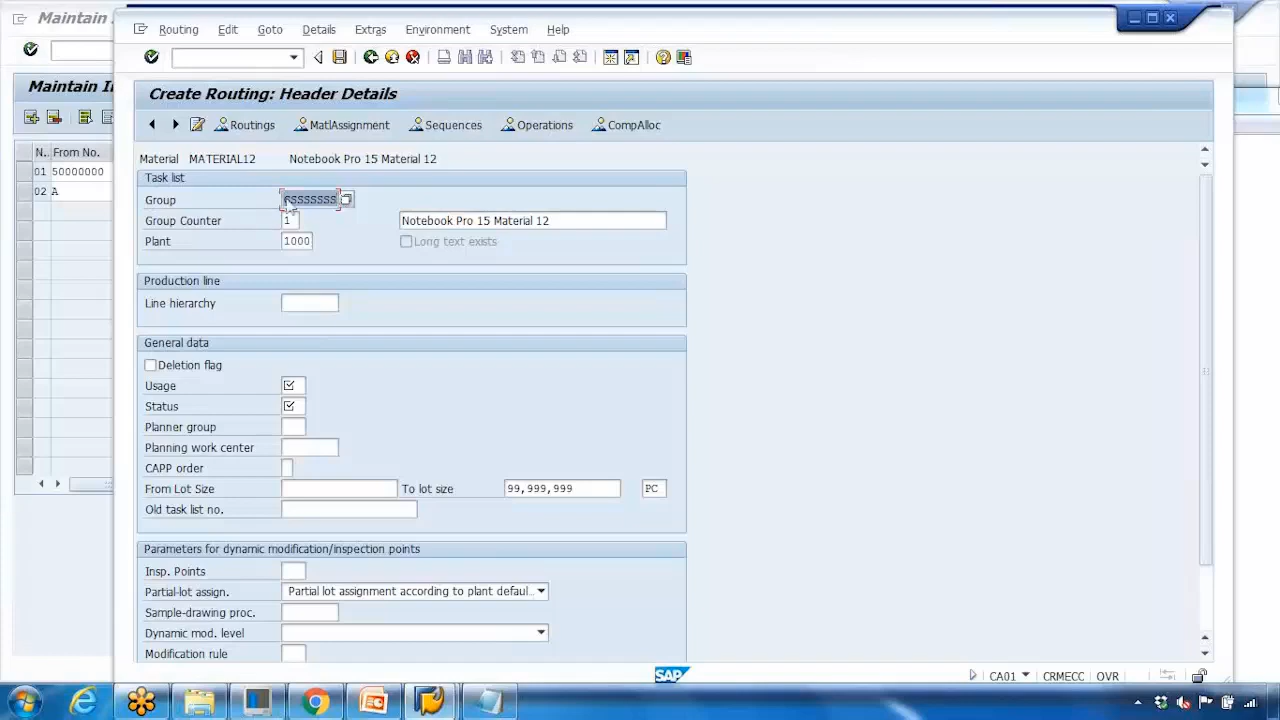 Maintain
Routing Edit Goto Details Extras Environment System Help
Maintain I
Create Routing: Header Details
Routings MatlAssignment Sequences Operations CompAlloc
N.. From No.
01 50000000
02 A
Material MATERIAL12 Notebook Pro 15 Material 12
Task list
Group SSSSSSSS
Group Counter 1 Notebook Pro 15 Material 12
Plant 1000 Long text exists
Production line
Line hierarchy
General data
Deletion flag
Usage
Status
Planner group
Planning work center
CAPP order
From Lot Size To lot size 99,999,999 PC
Old task list no.
Parameters for dynamic modification/inspection points
Insp. Points
Partial-lot assign. Partial lot assignment according to plant defaul..
Sample-drawing proc.
Dynamic mod. level
Modification rule
SAP CA01 CRMECC OVR